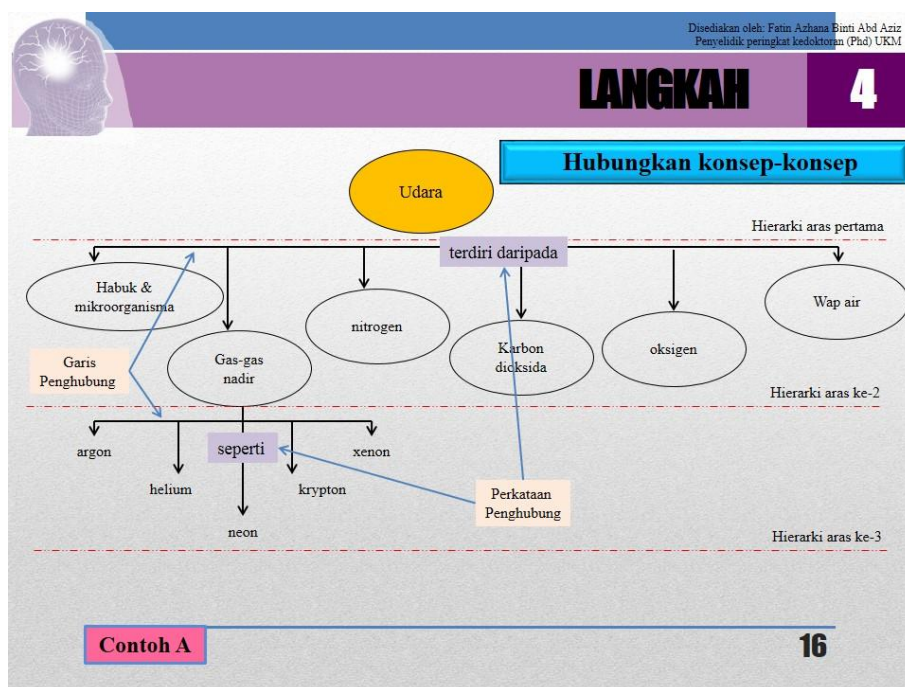 Disediakan oleh: Fatin Azhana Binti Abd Aziz
Penyelidik peringkat kedoktoran (Phd) UKM
LANGKAH 4
Hubungkan konsep-konsep
Udara
Hierarki aras pertama
terdiri daripada
Habuk &
mikroorganisma
Gas-gas
nadir
nitrogen
Karbon
dioksida
oksigen
Wap air
Garis
Penghubung
Hierarki aras ke-2
argon
helium
seperti
neon
krypton
xenon
Perkataan
Penghubung
Hierarki aras ke-3
Contoh A
16